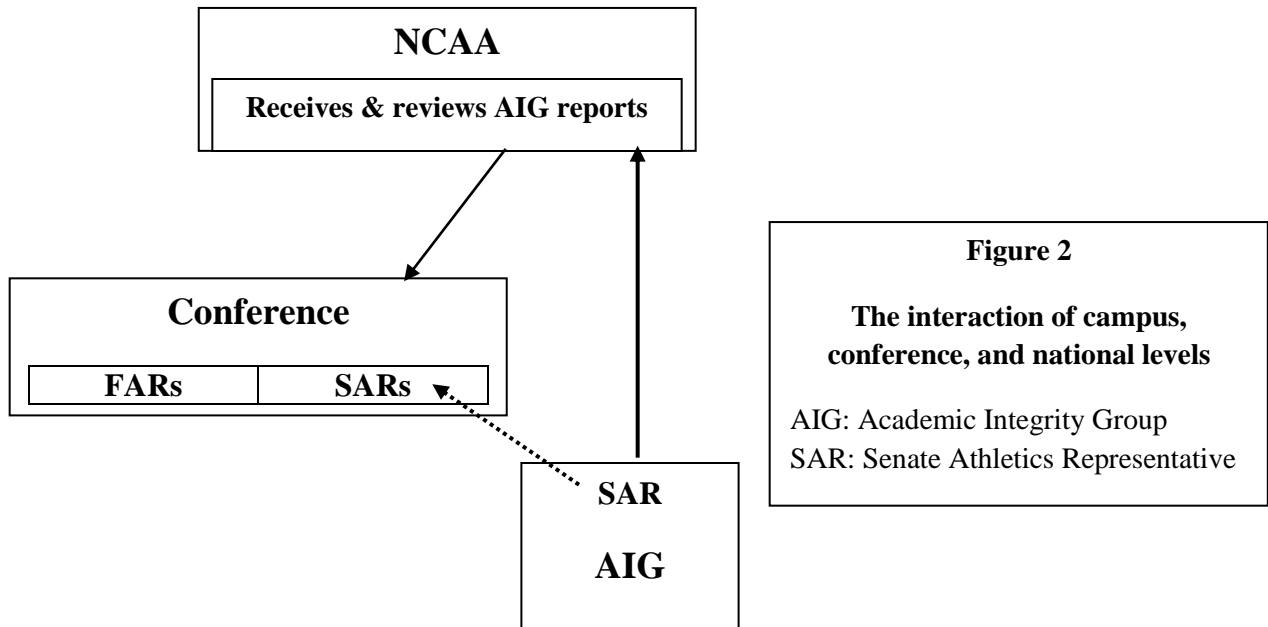 NCAA
Receives & reviews AIG reports
Conference
FARs
SARs
SAR
AIG
Figure 2
The interaction of campus,
conference, and national levels
AIG: Academic Integrity Group
SAR: Senate Athletics Representative